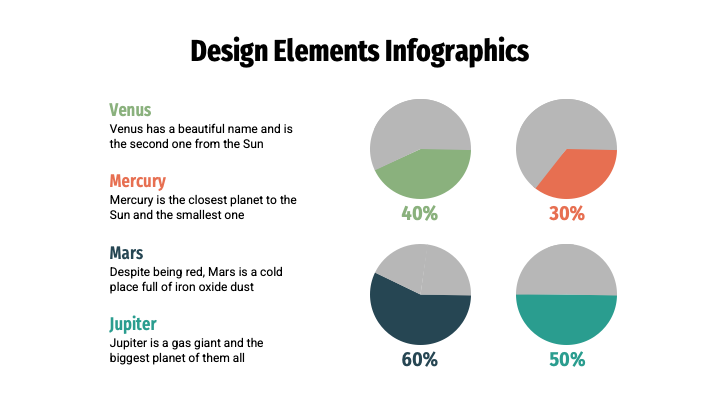 Design Elements Infographics
Venus
Venus has a beautiful name and is
the second one from the Sun
Mercury
Mercury is the closest planet to the
Sun and the smallest one
Mars
Despite being red, Mars is a cold
place full of iron oxide dust
Jupiter
Jupiter is a gas giant and the
biggest planet of them all
40%
30%
60%
50%